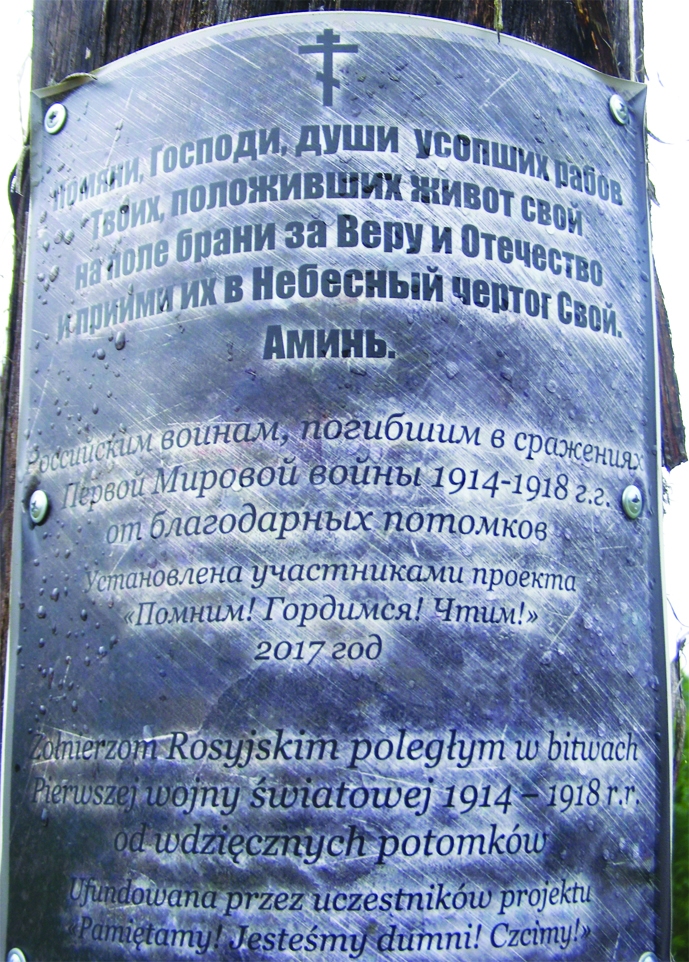 Помяни, Господи, души усопших рабов
Твоих, положивших живот свой
на поле брани за Веру и Отечество
и приими их в Небесный чертог Свой.
Аминь.
Российским воинам, погибшим в сражениях
Первой Мировой войны 1914-1918 г.г.
от благодарных потомков
Установлена участниками проекта
«Помним! Гордимся! Чтим!»
2017 год
Żołnierzom Rosyjskim poległym w bitwach
Pierwszej wojny światowej 1914 – 1918 r.r.
od wdzięcznych potomków
Ufundowana przez uczestników projektu
«Pamiętamy! Jesteśmy dumni! Czcimy!»